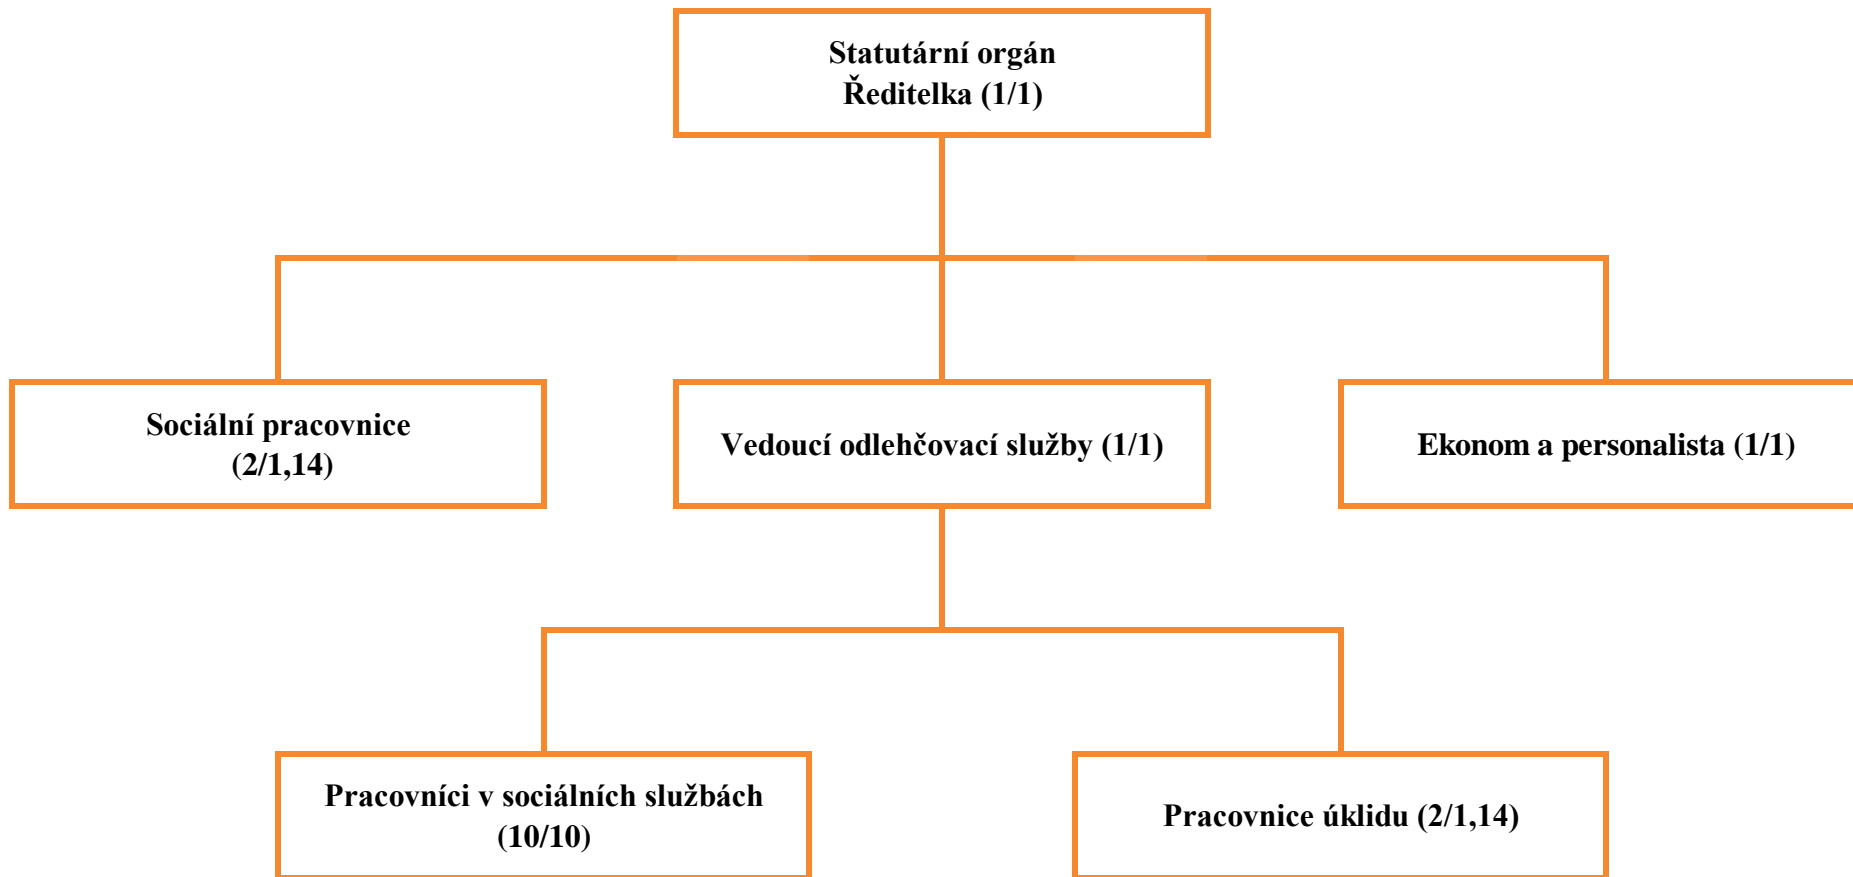 Statutární orgán
Ředitelka (1/1)
Sociální pracovnice
(2/1,14)
Vedoucí odlehčovací služby (1/1)
Ekonom a personalista (1/1)
Pracovníci v sociálních službách
(10/10)
Pracovnice úklidu (2/1,14)